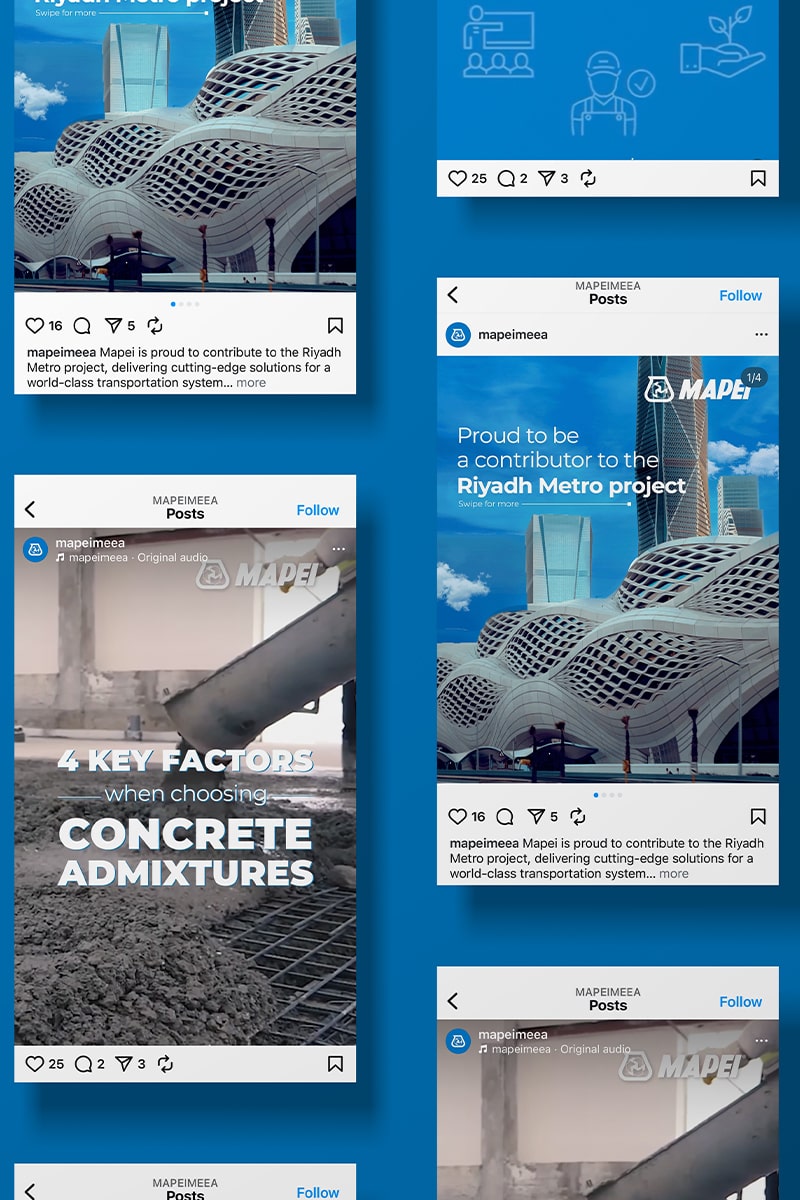 Riyadh Metro project
Swipe for more
16
5
mapeimeea Mapei is proud to contribute to the Riyadh
Metro project, delivering cutting-edge solutions for a
world-class transportation system... more
MAPEIMEEA
Posts
Follow
mapeimeea
mapeimeea · Original audio
MAPEI
4 KEY FACTORS
when choosing
CONCRETE
ADMIXTURES
25
2
3
MAPEIMEEA
Posts
Follow
25
2
3
MAPEIMEEA
Posts
Follow
mapeimeea
1/4
MAPEI
Proud to be
a contributor to the
Riyadh Metro project
Swipe for more
16
5
mapeimeea Mapei is proud to contribute to the Riyadh
Metro project, delivering cutting-edge solutions for a
world-class transportation system... more
MAPEIMEEA
Posts
Follow
mapeimeea
mapeimeea · Original audio
MAPEI